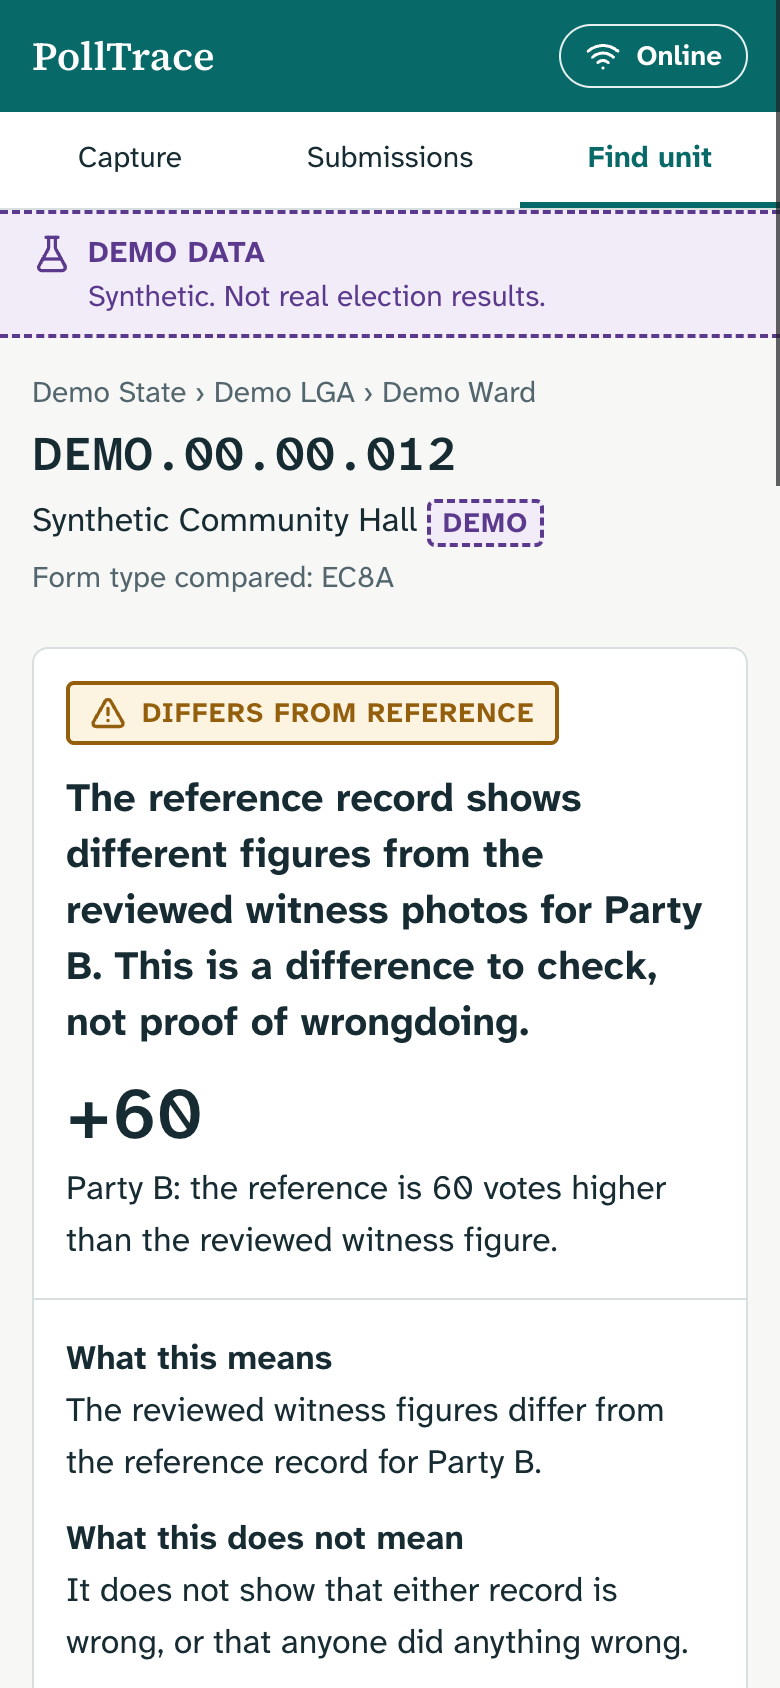 PollTrace
Online
Capture
Submissions
Find unit
DEMO DATA
Synthetic. Not real election results.
Demo State › Demo LGA › Demo Ward
DEMO.00.00.012
Synthetic Community Hall DEMO
Form type compared: EC8A
DIFFERS FROM REFERENCE
The reference record shows
different figures from the
reviewed witness photos for Party
B. This is a difference to check,
not proof of wrongdoing.
+60
Party B: the reference is 60 votes higher
than the reviewed witness figure.
What this means
The reviewed witness figures differ from
the reference record for Party B.
What this does not mean
It does not show that either record is
wrong, or that anyone did anything wrong.